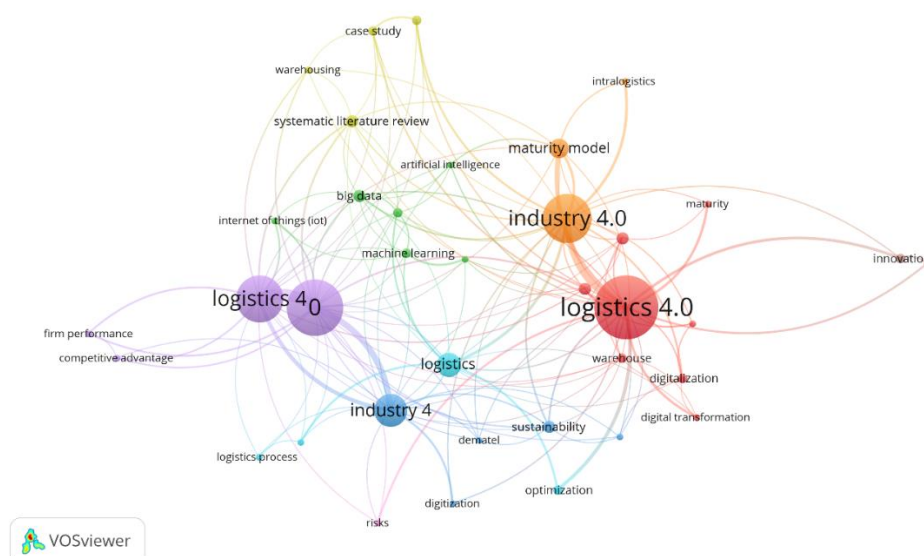 case study
warehousing
intralogistics
systematic literature review
maturity model
artificial intelligence
big data
maturity
internet of things (iot)
industry 4.0
machine learning
innovatio
logistics 4
0
logistics 4.0
firm performance
competitive advantage
warehouse
logistics
digitalization
industry 4
digital transformation
sustainability
dematel
logistics process
optimization
digitization
risks
VOSviewer